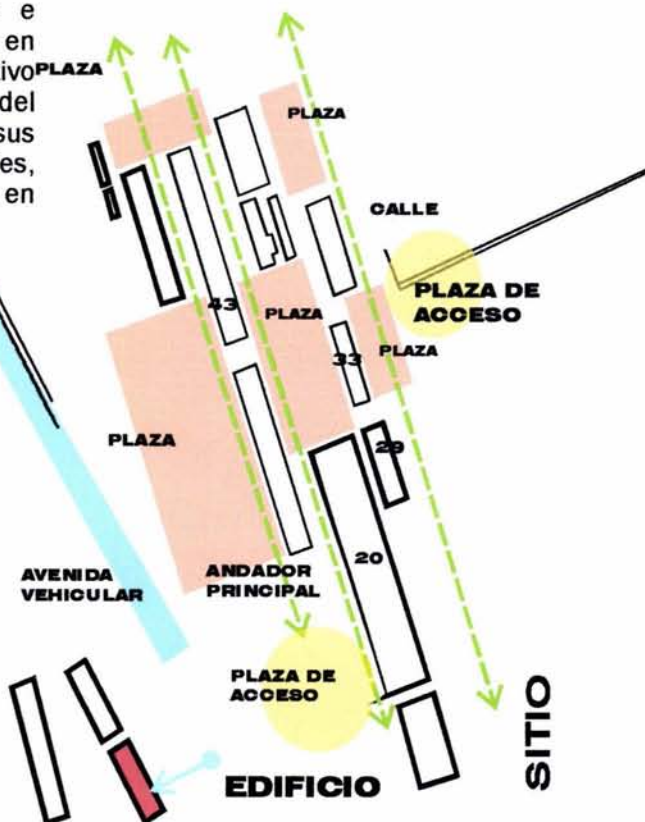 e
en
ivo
del
sus
es,
en
PLAZA
PLAZA
CALLE
PLAZA DE
ACCESO
43
PLAZA
33
PLAZA
PLAZA
29
20
AVENIDA
VEHICULAR
ANDADOR
PRINCIPAL
PLAZA DE
ACCESO
EDIFICIO
SITIO